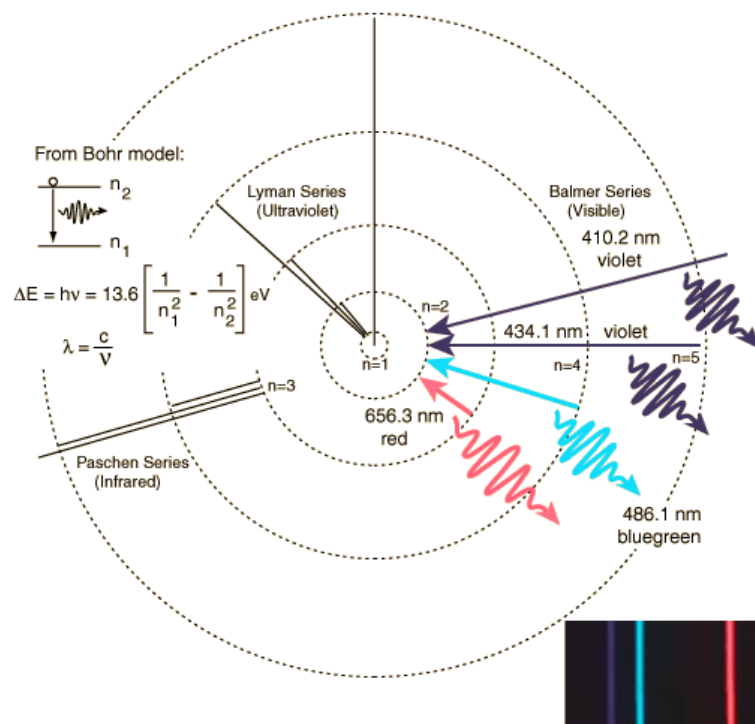 From Bohr model:
n₂
n₁
ΔE = hν = 13.6 [ 1/n₁² - 1/n₂² ] eV
λ = c/ν
Lyman Series
(Ultraviolet)
Balmer Series
(Visible)
410.2 nm
violet
n=2
434.1 nm violet
n=1
n=4
n=5
n=3
656.3 nm
red
Paschen Series
(Infrared)
486.1 nm
bluegreen